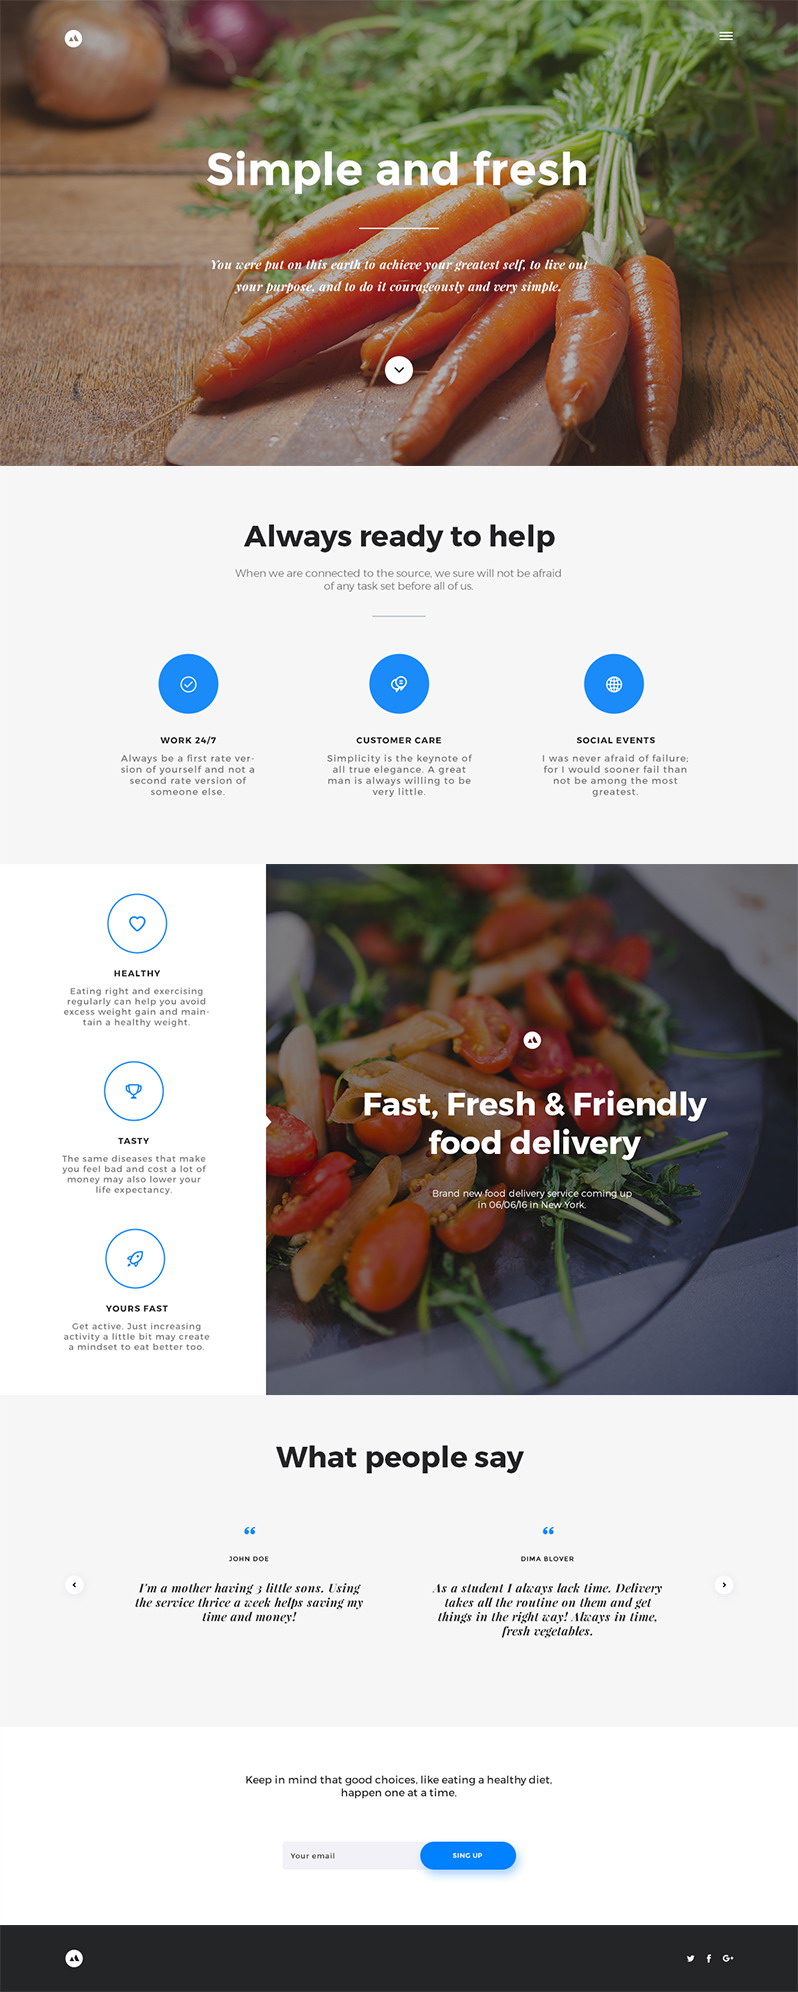 Simple and fresh
You were put on this earth to achieve your greatest self, to live out
your purpose, and to do it courageously and very simple.
Always ready to help
When we are connected to the source, we sure will not be afraid
of any task set before all of us.
WORK 24/7
Always be a first rate ver-
sion of yourself and not a
second rate version of
someone else.
CUSTOMER CARE
Simplicity is the keynote of
all true elegance. A great
man is always willing to be
very little.
SOCIAL EVENTS
I was never afraid of failure;
for I would sooner fail than
not be among the most
greatest.
HEALTHY
Eating right and exercising
regularly can help you avoid
excess weight gain and main-
tain a healthy weight.
TASTY
The same diseases that make
you feel bad and cost a lot of
money may also lower your
life expectancy.
YOURS FAST
Get active. Just increasing
activity a little bit may create
a mindset to eat better too.
Fast, Fresh & Friendly
food delivery
Brand new food delivery service coming up
in 06/06/16 in New York.
What people say
“
JOHN DOE
I'm a mother having 3 little sons. Using
the service thrice a week helps saving my
time and money!
“
DIMA BLOVER
As a student I always lack time. Delivery
takes all the routine on them and get
things in the right way! Always in time,
fresh vegetables.
Keep in mind that good choices, like eating a healthy diet,
happen one at a time.
Your email
SING UP